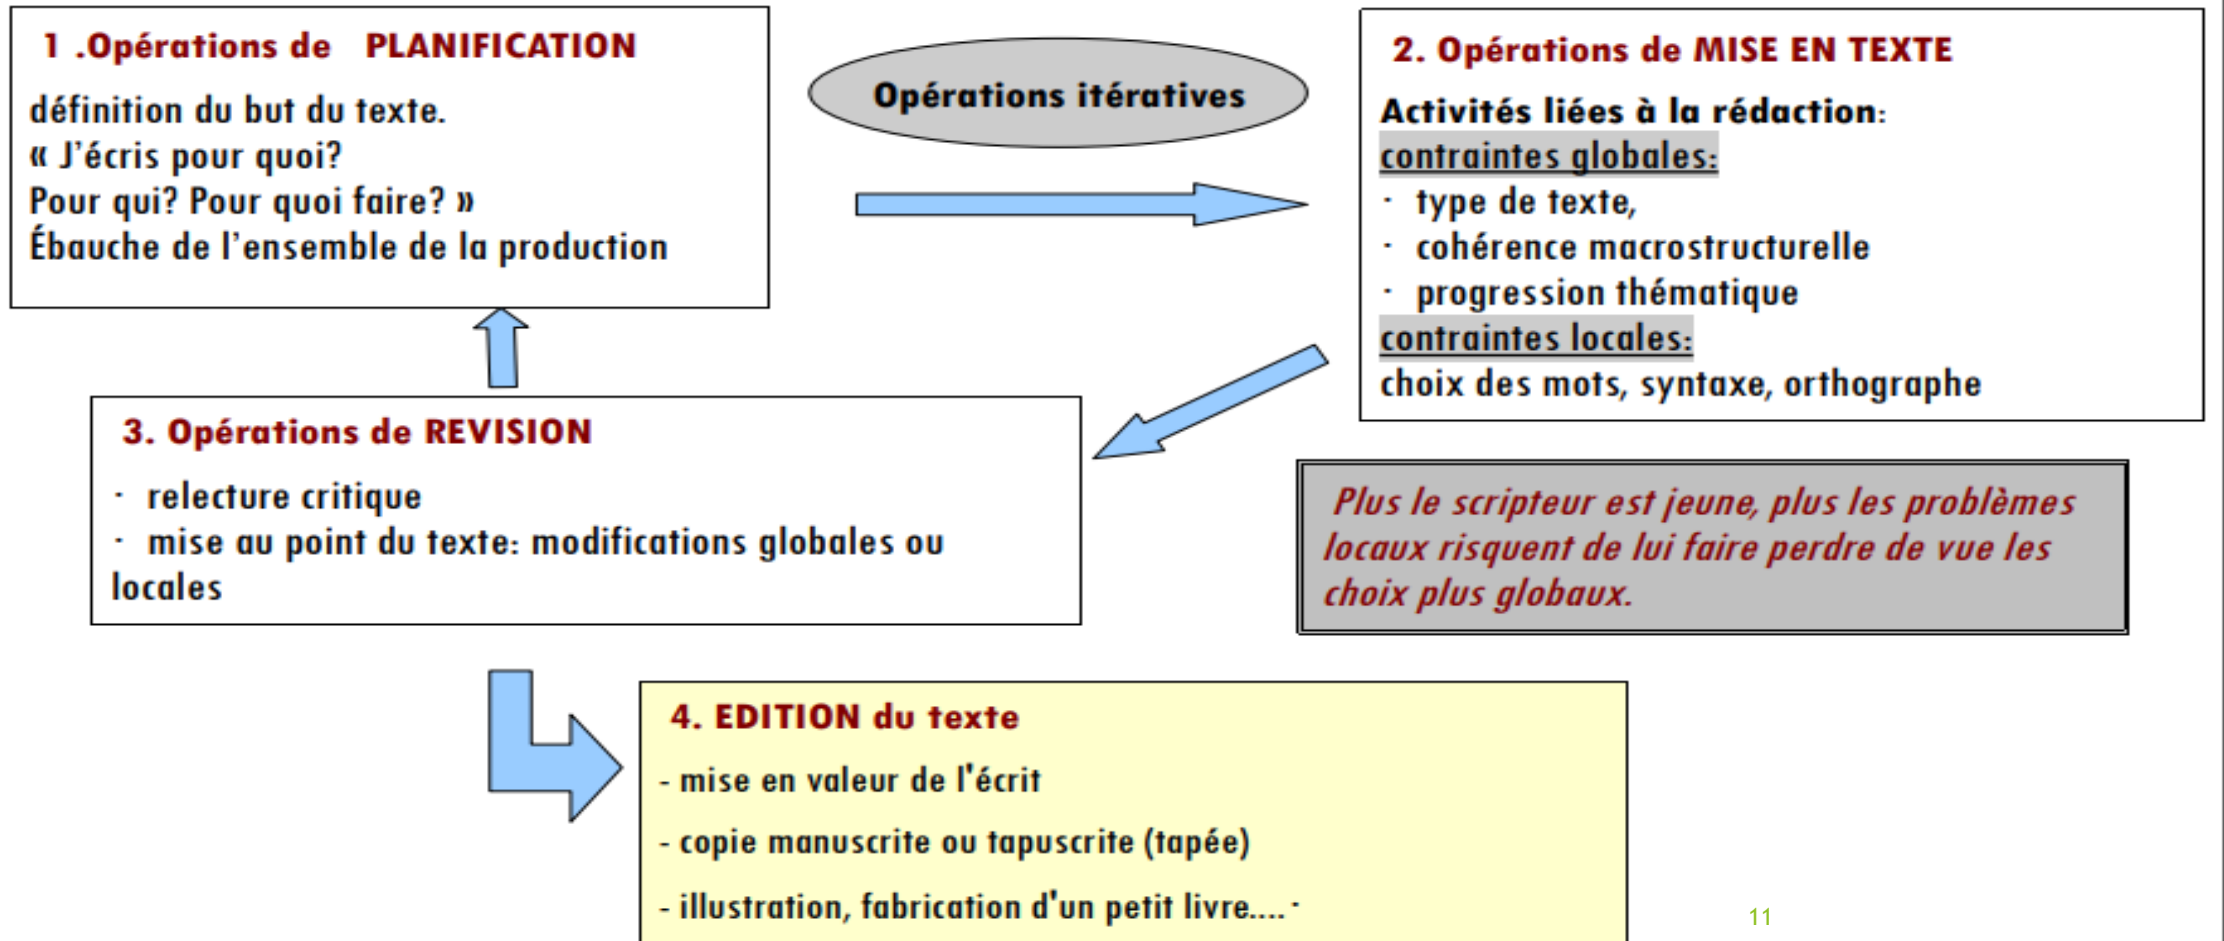 1 .Opérations de PLANIFICATION
définition du but du texte.
« J'écris pour quoi?
Pour qui? Pour quoi faire? »
Ébauche de l'ensemble de la production
Opérations itératives
2. Opérations de MISE EN TEXTE
Activités liées à la rédaction:
contraintes globales:
· type de texte,
· cohérence macrostructurelle
· progression thématique
contraintes locales:
choix des mots, syntaxe, orthographe
3. Opérations de REVISION
· relecture critique
· mise au point du texte: modifications globales ou
locales
Plus le scripteur est jeune, plus les problèmes
locaux risquent de lui faire perdre de vue les
choix plus globaux.
4. EDITION du texte
- mise en valeur de l'écrit
- copie manuscrite ou tapuscrite (tapée)
- illustration, fabrication d'un petit livre.... ·
11